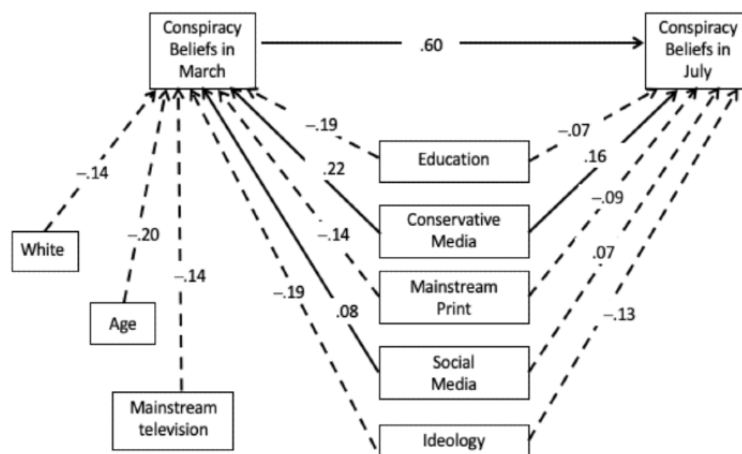 Conspiracy
Beliefs in
March
.60
Conspiracy
Beliefs in
July
–.19
–.07
Education
–.14
.22
.16
Conservative
Media
–.09
White
–.20
–.14
–.14
Mainstream
Print
.07
–.19
–.13
Age
.08
Social
Media
Mainstream
television
Ideology